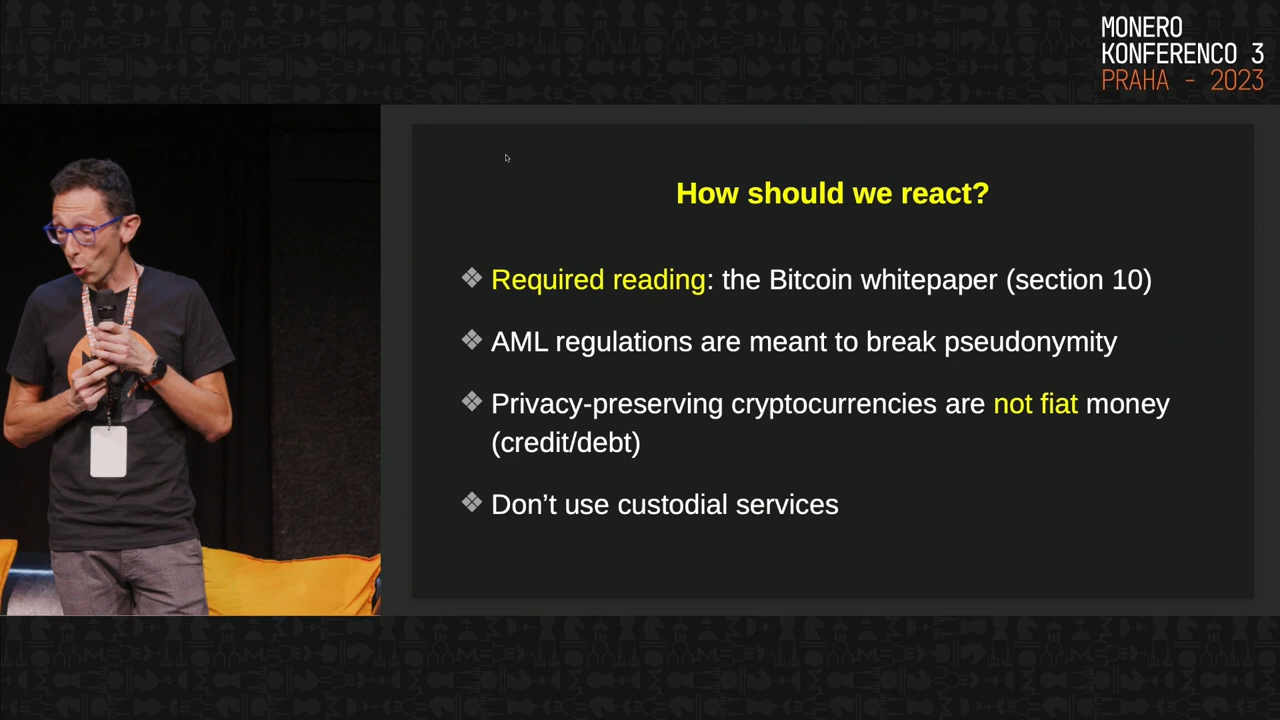 MONERO
KONFERENCO 3
PRAHA - 2023
How should we react?
❖ Required reading: the Bitcoin whitepaper (section 10)
❖ AML regulations are meant to break pseudonymity
❖ Privacy-preserving cryptocurrencies are not fiat money
(credit/debt)
❖ Don’t use custodial services